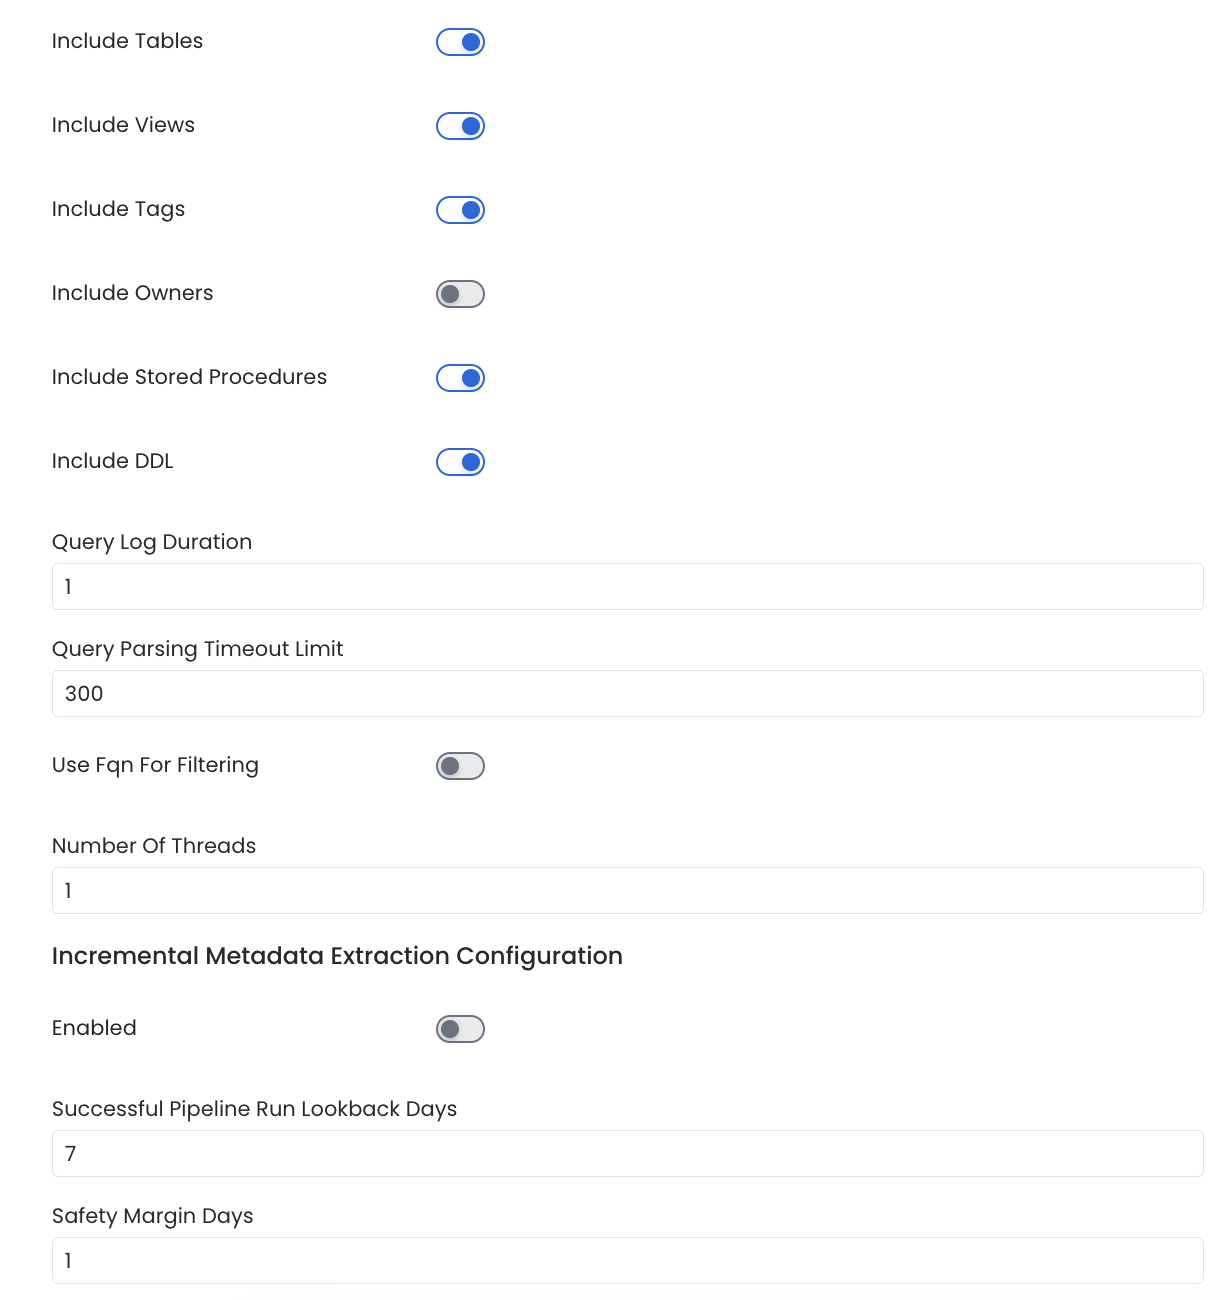 Include Tables
Include Views
Include Tags
Include Owners
Include Stored Procedures
Include DDL
Query Log Duration
1
Query Parsing Timeout Limit
300
Use Fqn For Filtering
Number Of Threads
1
Incremental Metadata Extraction Configuration
Enabled
Successful Pipeline Run Lookback Days
7
Safety Margin Days
1